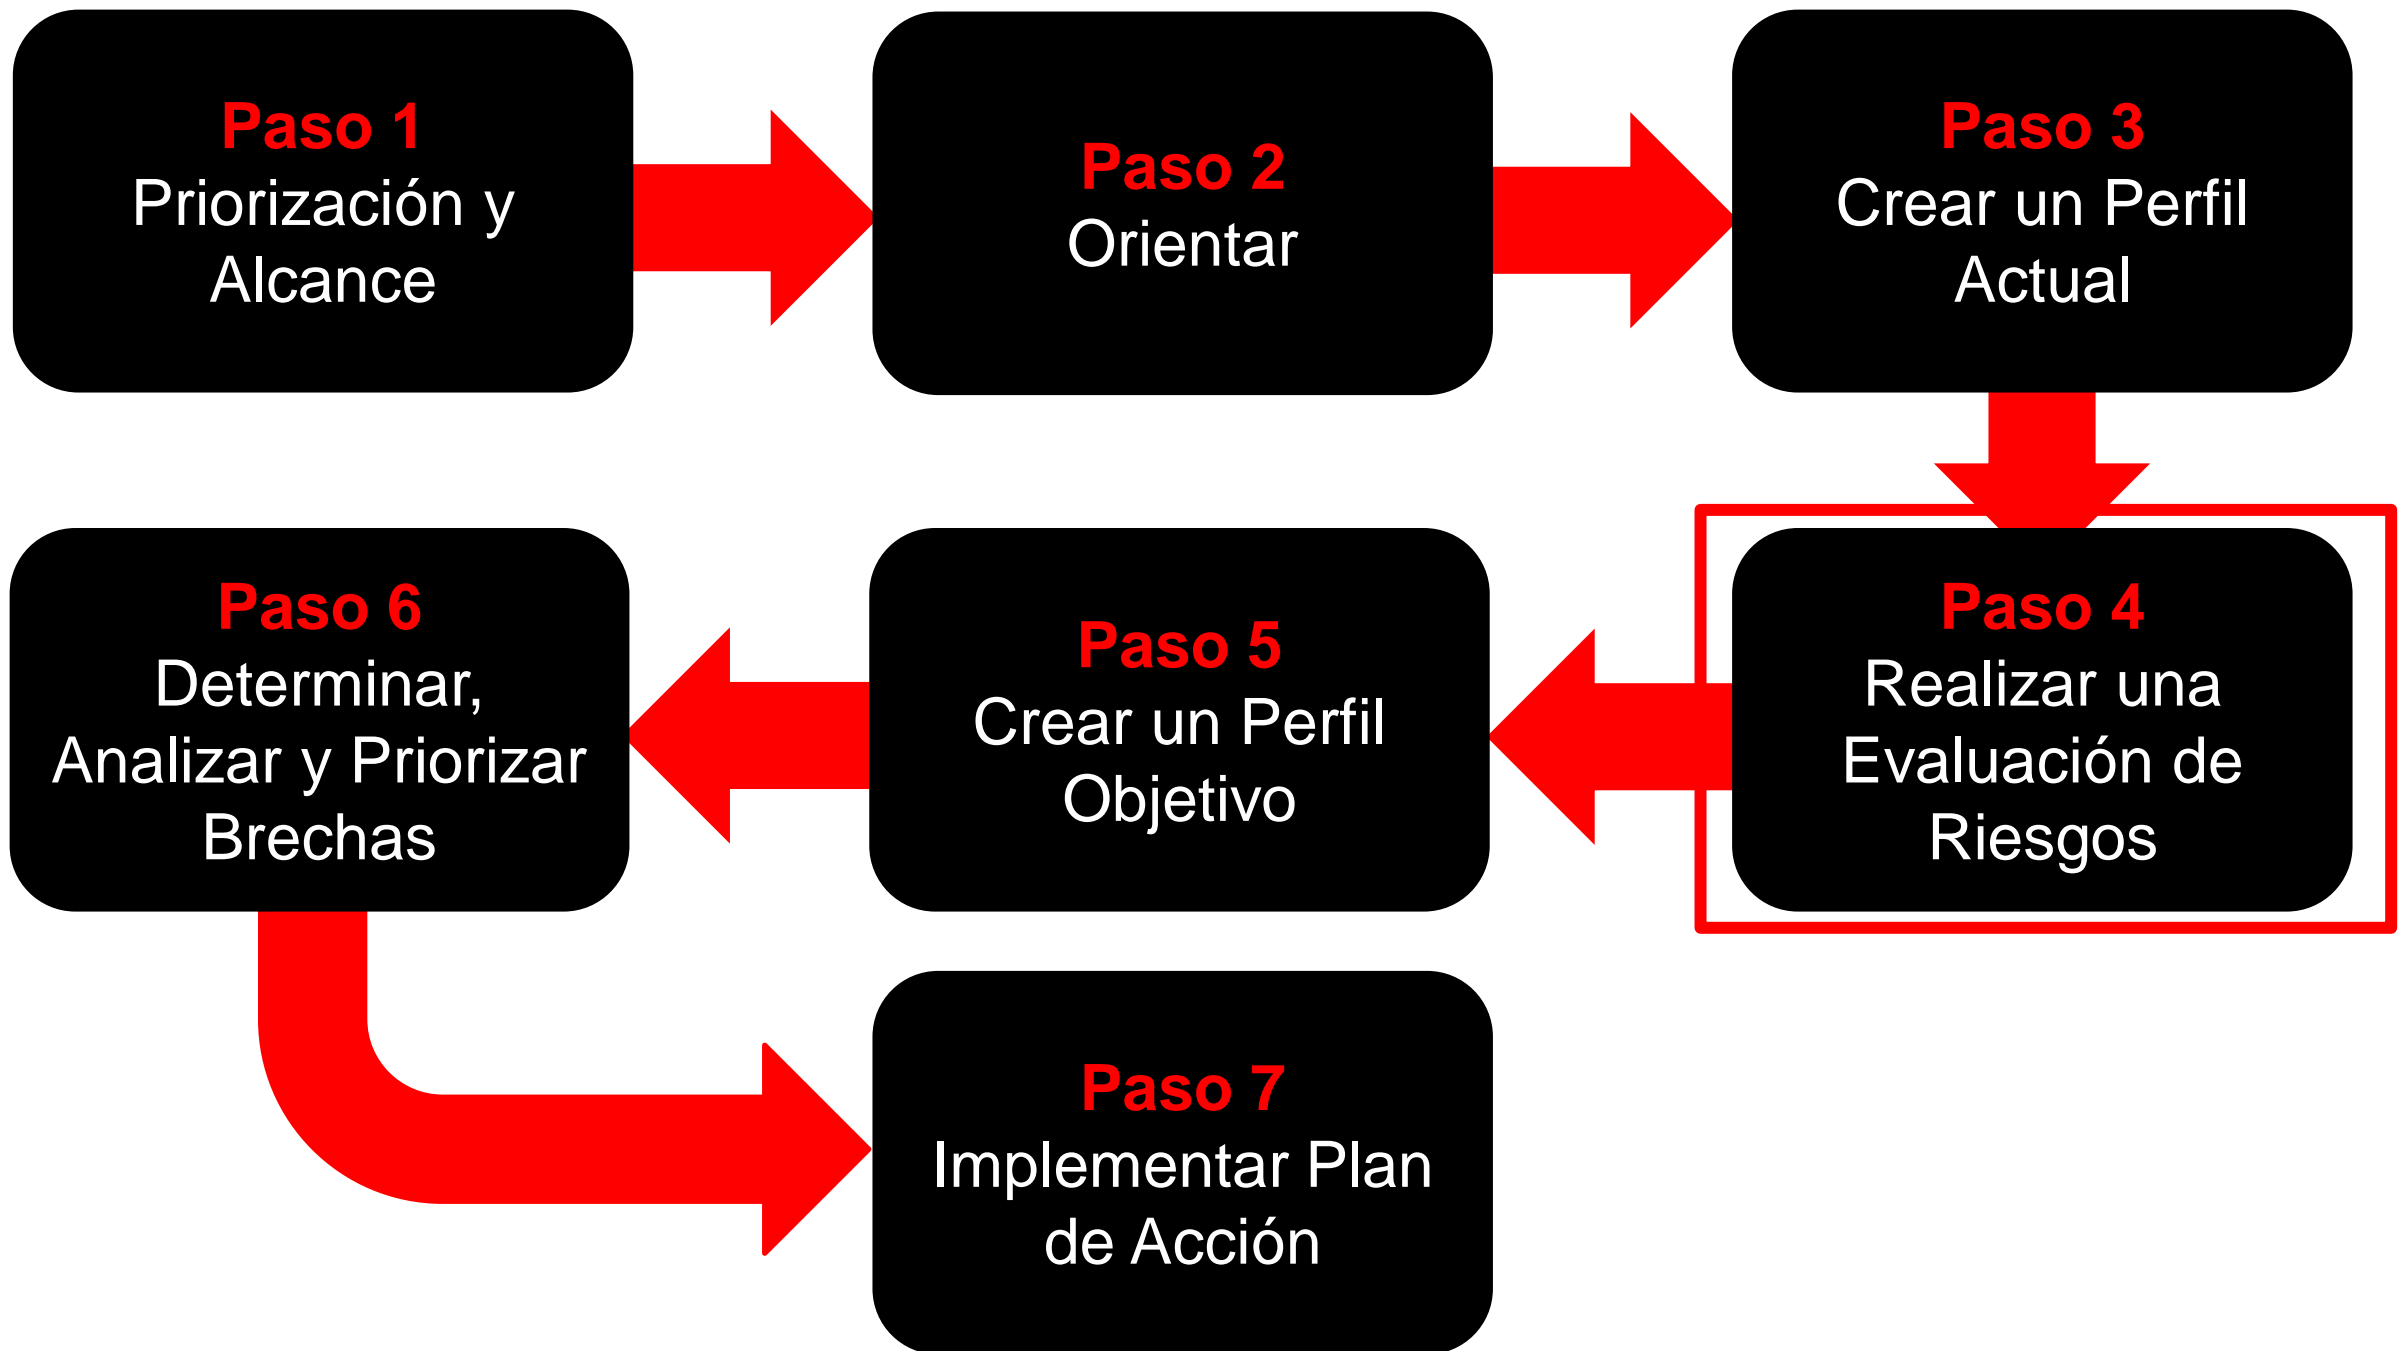 Paso 1
Priorización y
Alcance
Paso 2
Orientar
Paso 3
Crear un Perfil
Actual
Paso 4
Realizar una
Evaluación de
Riesgos
Paso 5
Crear un Perfil
Objetivo
Paso 6
Determinar,
Analizar y Priorizar
Brechas
Paso 7
Implementar Plan
de Acción